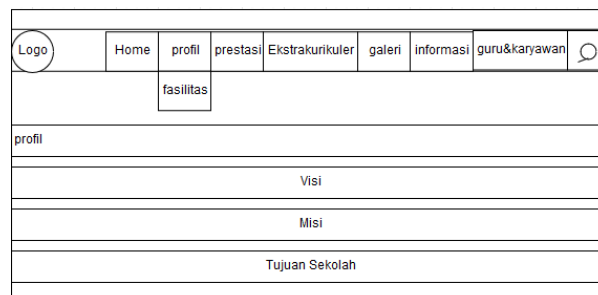 Logo Home profil prestasi Ekstrakurikuler galeri informasi guru&karyawan
fasilitas
profil
Visi
Misi
Tujuan Sekolah